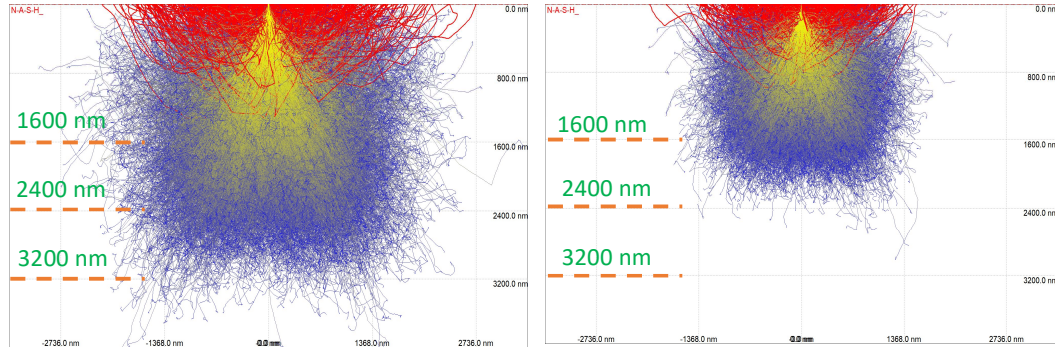 N-A-S-H_
0.0 nm
800.0 nm
1600 nm
1600.0 nm
2400 nm
2400.0 nm
3200 nm
3200.0 nm
-2736.0 nm
-1368.0 nm
1368.0 nm
2736.0 nm
N-A-S-H_
0.0 nm
800.0 nm
1600 nm
1600.0 nm
2400 nm
2400.0 nm
3200 nm
3200.0 nm
-2736.0 nm
-1368.0 nm
1368.0 nm
2736.0 nm